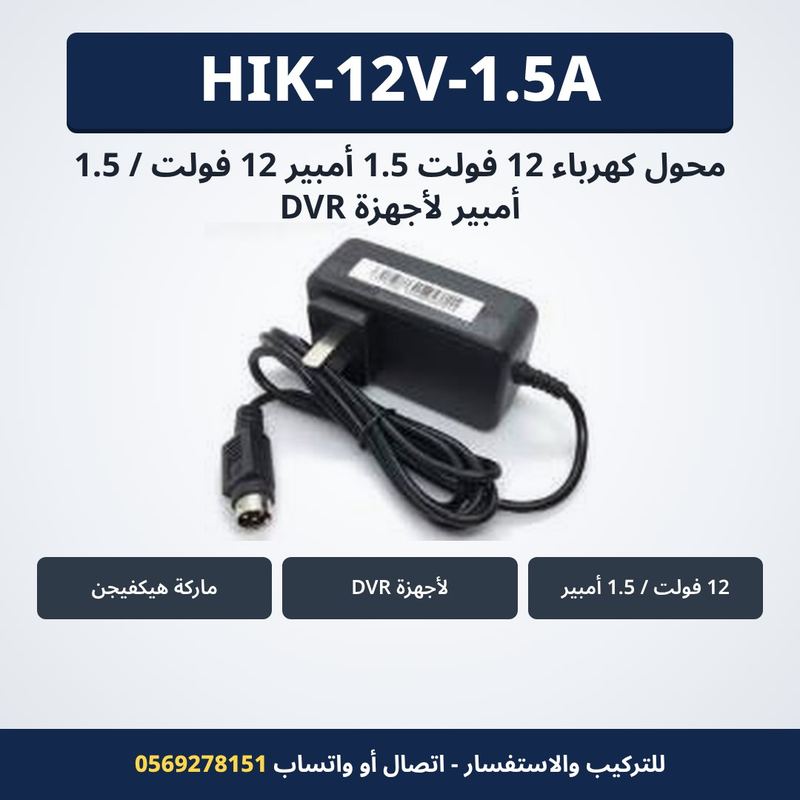 HIK-12V-1.5A
محول كهرباء 12 فولت 1.5 أمبير 12 فولت / 1.5
أمبير لأجهزة DVR
12 فولت / 1.5 أمبير
لأجهزة DVR
ماركة هيكفيجن
للتركيب والاستفسار - اتصال أو واتساب 0569278151